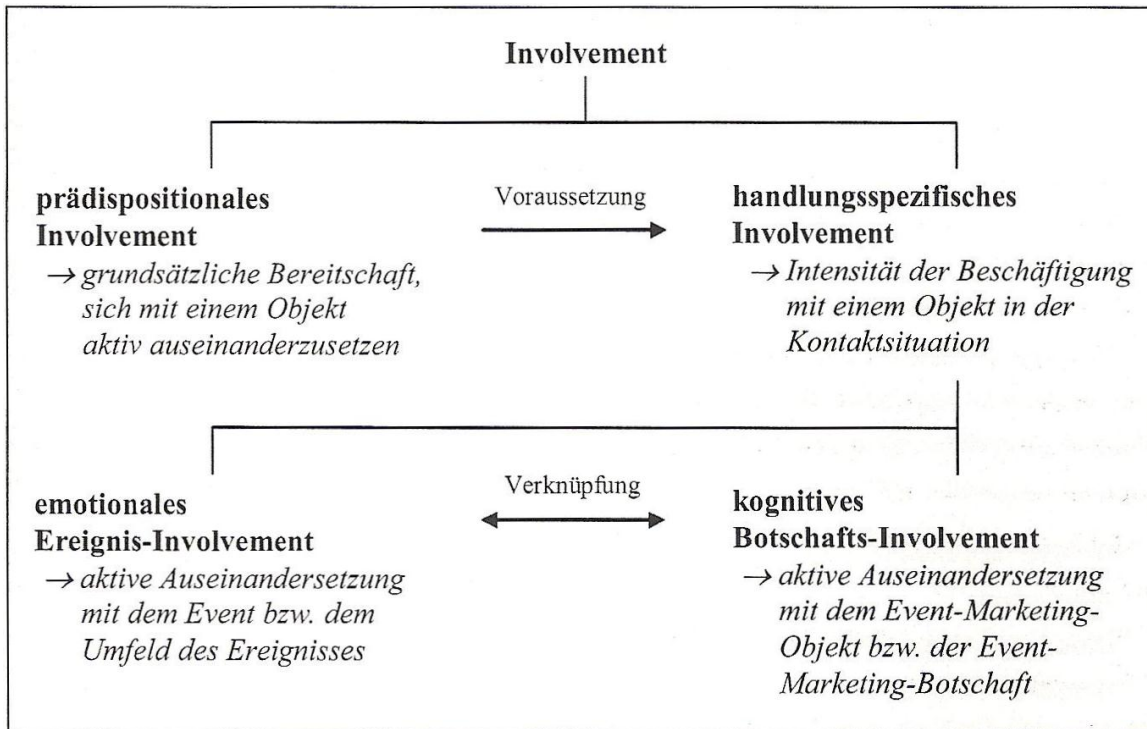 Involvement
prädispositionales
Involvement
→ grundsätzliche Bereitschaft,
sich mit einem Objekt
aktiv auseinanderzusetzen
Voraussetzung
handlungsspezifisches
Involvement
→ Intensität der Beschäftigung
mit einem Objekt in der
Kontaktsituation
emotionales
Ereignis-Involvement
→ aktive Auseinandersetzung
mit dem Event bzw. dem
Umfeld des Ereignisses
Verknüpfung
kognitives
Botschafts-Involvement
→ aktive Auseinandersetzung
mit dem Event-Marketing-
Objekt bzw. der Event-
Marketing-Botschaft